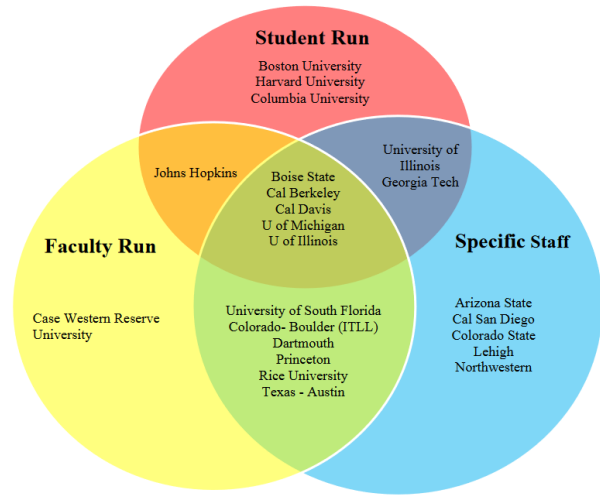 Student Run
Boston University
Harvard University
Columbia University
Johns Hopkins
Boise State
Cal Berkeley
Cal Davis
U of Michigan
U of Illinois
University of
Illinois
Georgia Tech
Faculty Run
Case Western Reserve
University
University of South Florida
Colorado- Boulder (ITLL)
Dartmouth
Princeton
Rice University
Texas - Austin
Specific Staff
Arizona State
Cal San Diego
Colorado State
Lehigh
Northwestern